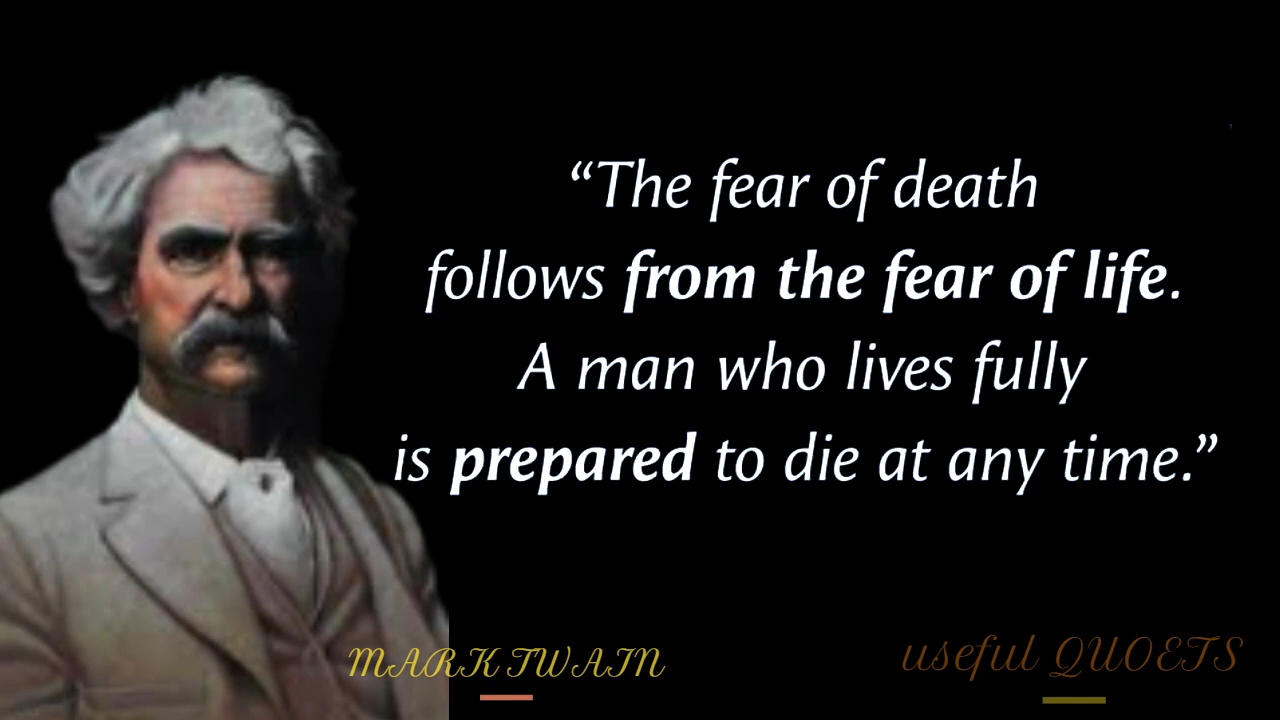 “The fear of death
follows from the fear of life.
A man who lives fully
is prepared to die at any time.”
MARK TWAIN
useful QUOETS